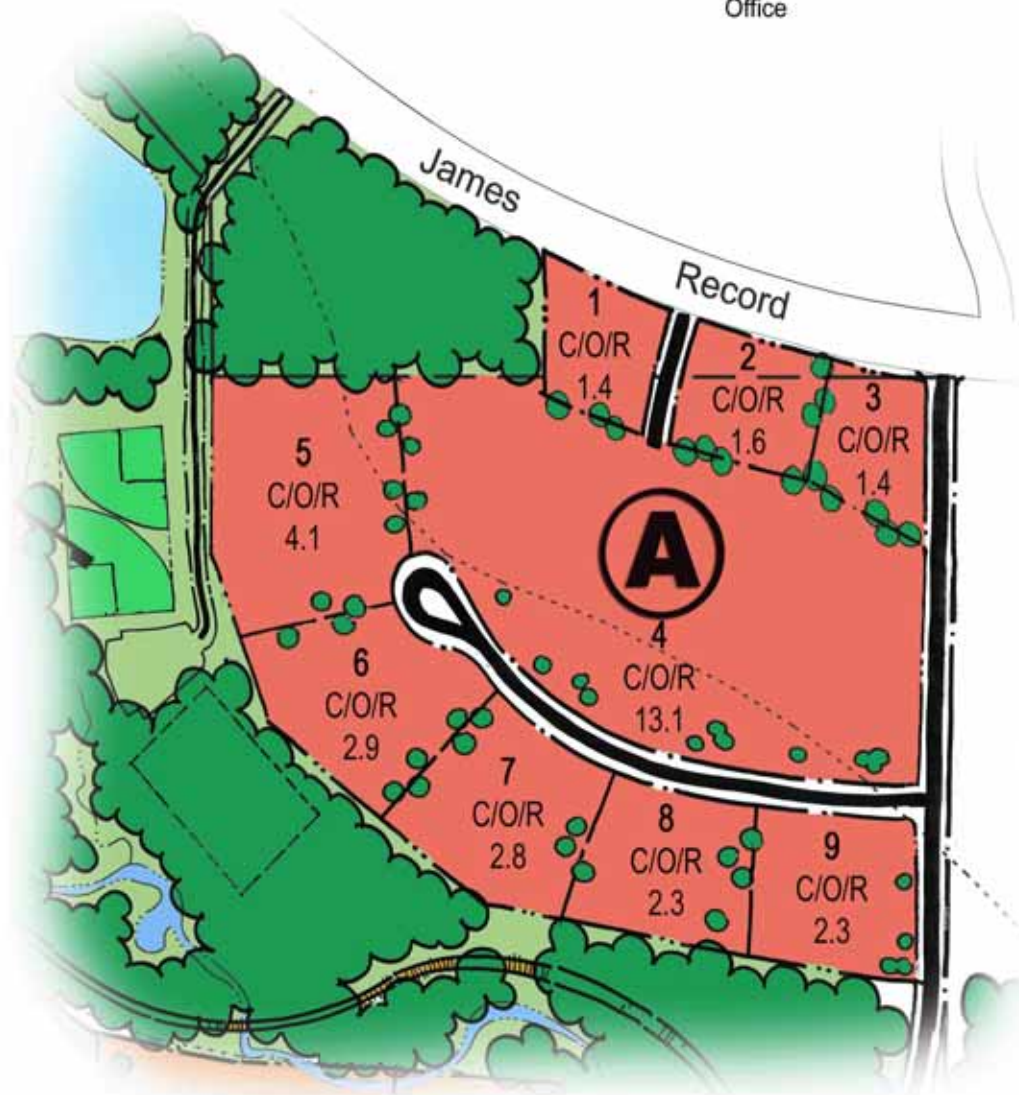 Office
James
Record
1
C/O/R
1.4
2
C/O/R
1.6
3
C/O/R
1.4
5
C/O/R
4.1
A
4
C/O/R
13.1
6
C/O/R
2.9
7
C/O/R
2.8
8
C/O/R
2.3
9
C/O/R
2.3